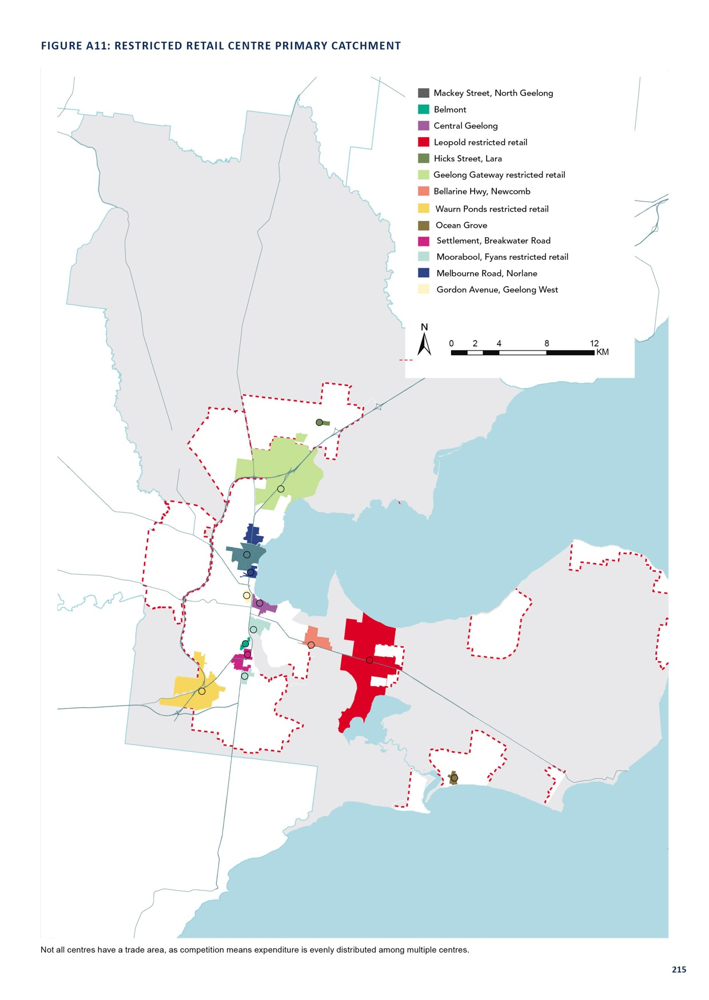 FIGURE A11: RESTRICTED RETAIL CENTRE PRIMARY CATCHMENT
Mackey Street, North Geelong
Belmont
Central Geelong
Leopold restricted retail
Hicks Street, Lara
Geelong Gateway restricted retail
Bellarine Hwy, Newcomb
Waurn Ponds restricted retail
Ocean Grove
Settlement, Breakwater Road
Moorabool, Fyans restricted retail
Melbourne Road, Norlane
Gordon Avenue, Geelong West
N
0 2 4 8 12
KM
Not all centres have a trade area, as competition means expenditure is evenly distributed among multiple centres.
215